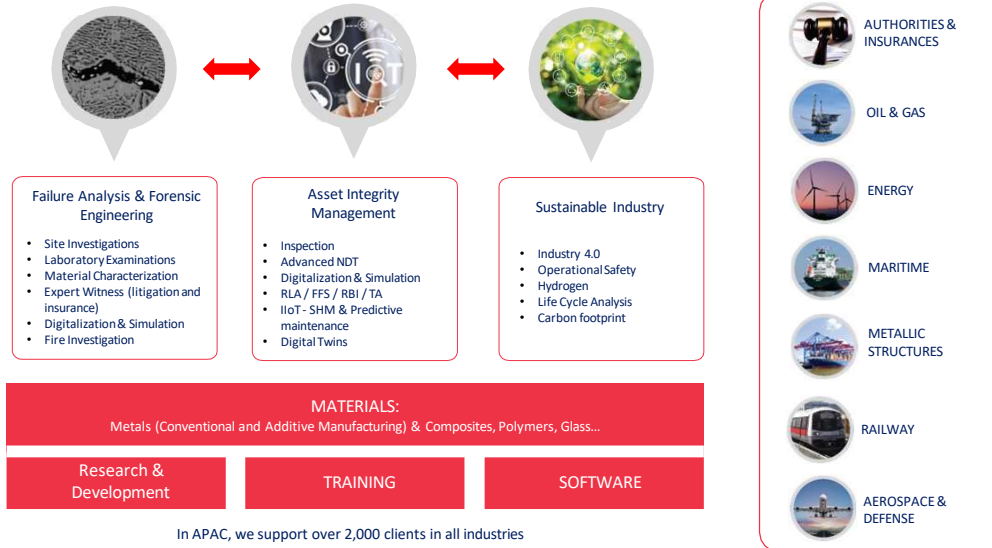 IQT
Failure Analysis & Forensic
Engineering
• Site Investigations
• Laboratory Examinations
• Material Characterization
• Expert Witness (litigation and
insurance)
• Digitalization & Simulation
• Fire Investigation
Asset Integrity
Management
• Inspection
• Advanced NDT
• Digitalization & Simulation
• RLA / FFS / RBI / TA
• IIoT - SHM & Predictive
maintenance
• Digital Twins
Sustainable Industry
• Industry 4.0
• Operational Safety
• Hydrogen
• Life Cycle Analysis
• Carbon footprint
MATERIALS:
Metals (Conventional and Additive Manufacturing) & Composites, Polymers, Glass...
Research &
Development
TRAINING
SOFTWARE
In APAC, we support over 2,000 clients in all industries
AUTHORITIES &
INSURANCES
OIL & GAS
ENERGY
MARITIME
METALLIC
STRUCTURES
RAILWAY
AEROSPACE &
DEFENSE